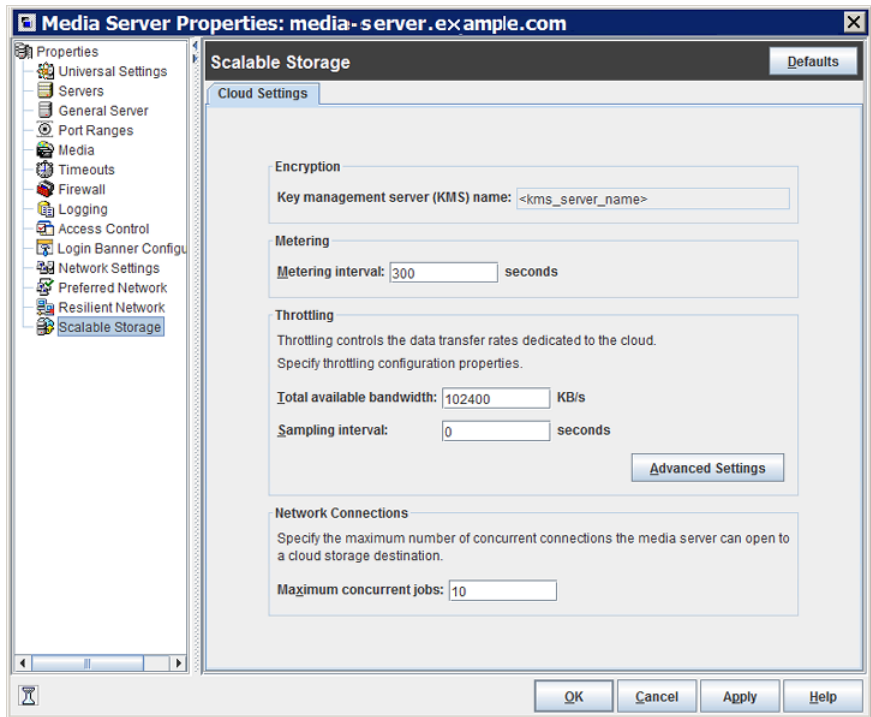 Media Server Properties: media-server.example.com
Properties
Universal Settings
Servers
General Server
Port Ranges
Media
Timeouts
Firewall
Logging
Access Control
Login Banner Configu
Network Settings
Preferred Network
Resilient Network
Scalable Storage
Scalable Storage
Defaults
Cloud Settings
Encryption
Key management server (KMS) name: <kms_server_name>
Metering
Metering interval: 300 seconds
Throttling
Throttling controls the data transfer rates dedicated to the cloud.
Specify throttling configuration properties.
Total available bandwidth: 102400 KB/s
Sampling interval: 0 seconds
Advanced Settings
Network Connections
Specify the maximum number of concurrent connections the media server can open to
a cloud storage destination.
Maximum concurrent jobs: 10
OK Cancel Apply Help